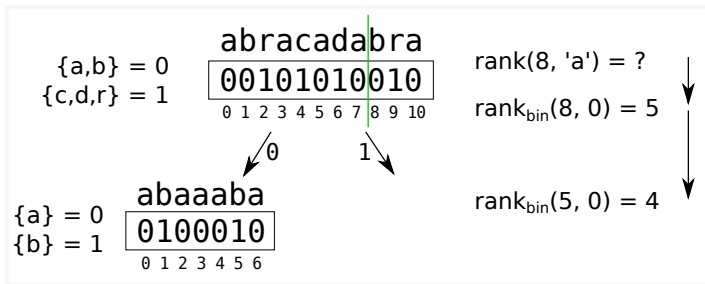 abracadabra
{a,b} = 0
{c,d,r} = 1
00101010010
0 1 2 3 4 5 6 7 8 9 10
rank(8, 'a') = ?
rank_bin(8, 0) = 5
0
1
abaaaba
{a} = 0
{b} = 1
0100010
0 1 2 3 4 5 6
rank_bin(5, 0) = 4